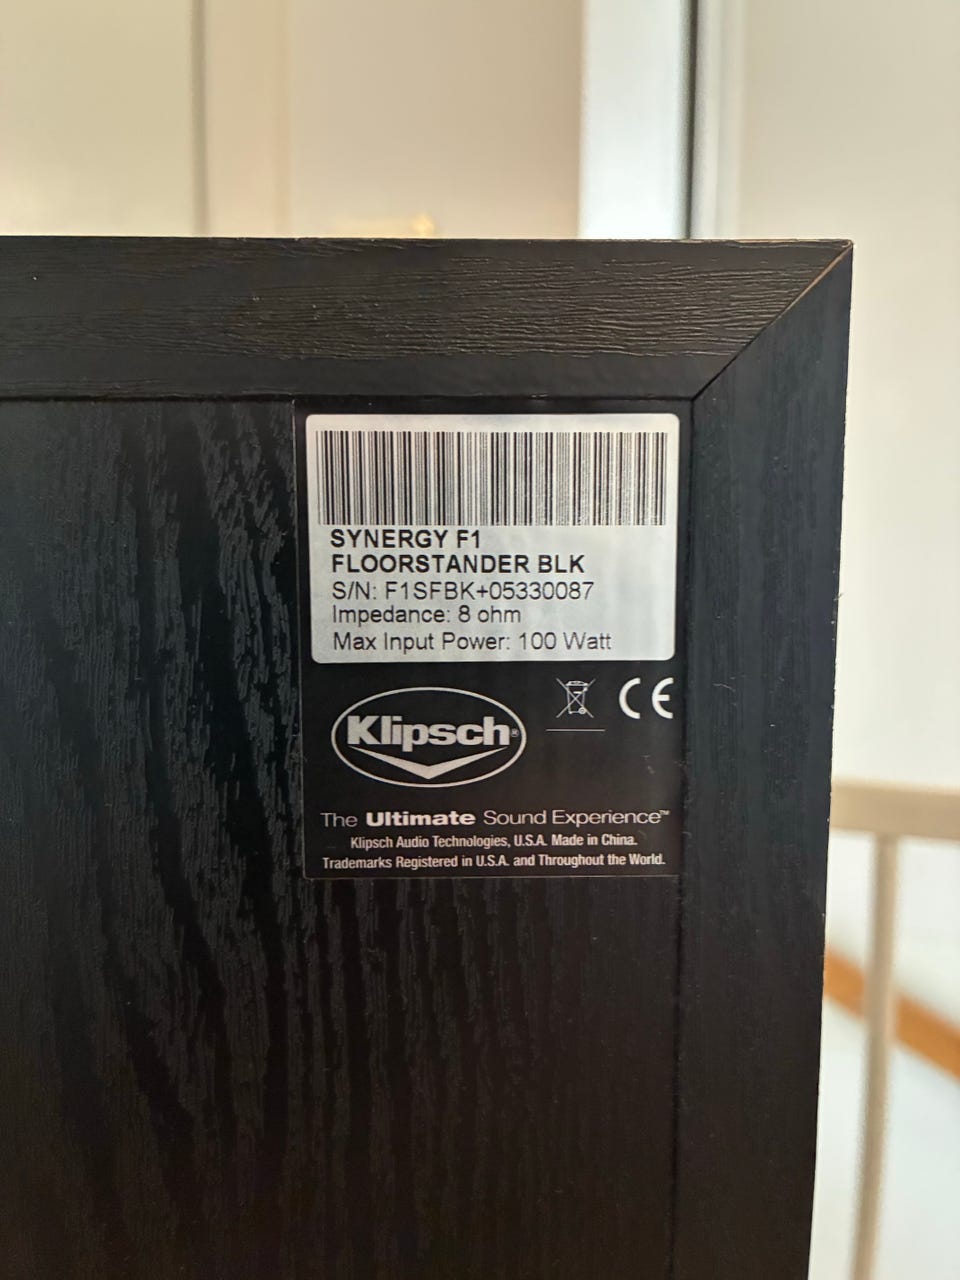 SYNERGY F1
FLOORSTANDER BLK
S/N: F1SFBK+05330087
Impedance: 8 ohm
Max Input Power: 100 Watt
CE
Klipsch®
The Ultimate Sound Experience™
Klipsch Audio Technologies, U.S.A. Made in China.
Trademarks Registered in U.S.A. and Throughout the World.